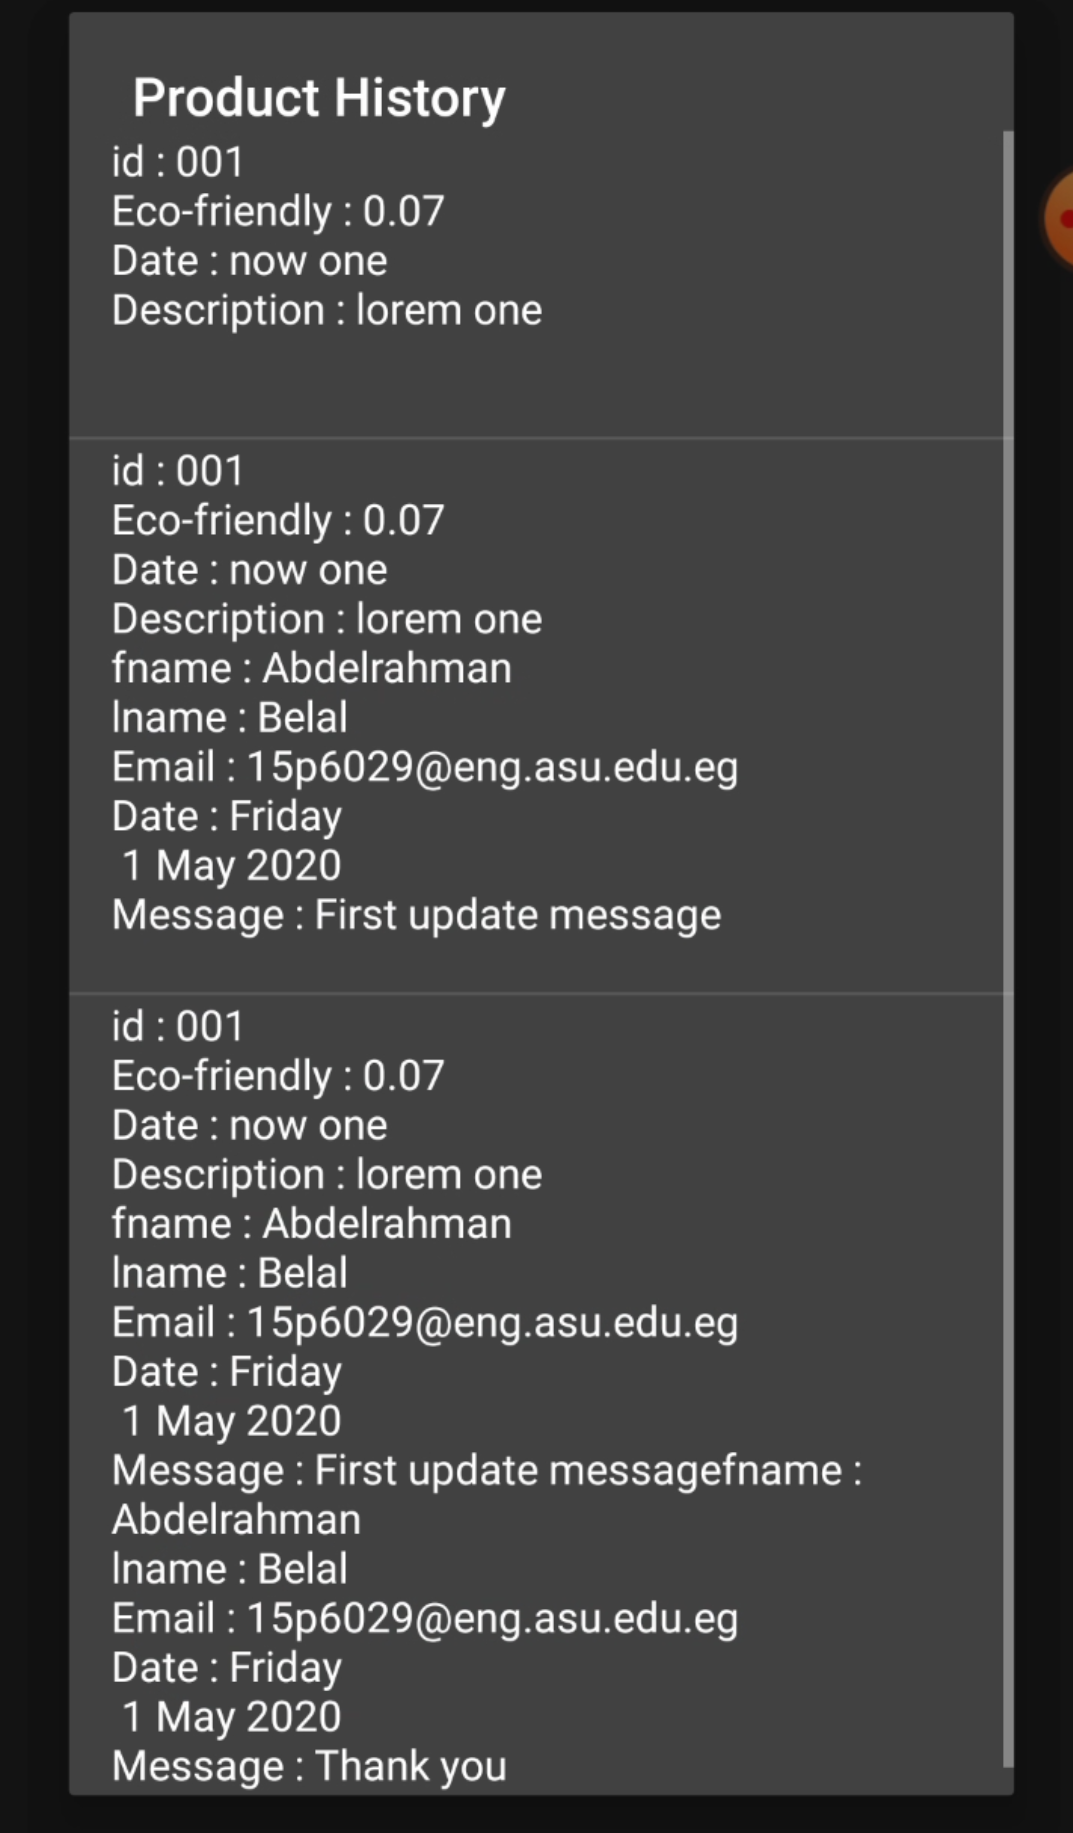 Product History
id : 001
Eco-friendly : 0.07
Date : now one
Description : lorem one
id : 001
Eco-friendly : 0.07
Date : now one
Description : lorem one
fname : Abdelrahman
lname : Belal
Email : 15p6029@eng.asu.edu.eg
Date : Friday
1 May 2020
Message : First update message
id : 001
Eco-friendly : 0.07
Date : now one
Description : lorem one
fname : Abdelrahman
lname : Belal
Email : 15p6029@eng.asu.edu.eg
Date : Friday
1 May 2020
Message : First update messagefname :
Abdelrahman
lname : Belal
Email : 15p6029@eng.asu.edu.eg
Date : Friday
1 May 2020
Message : Thank you